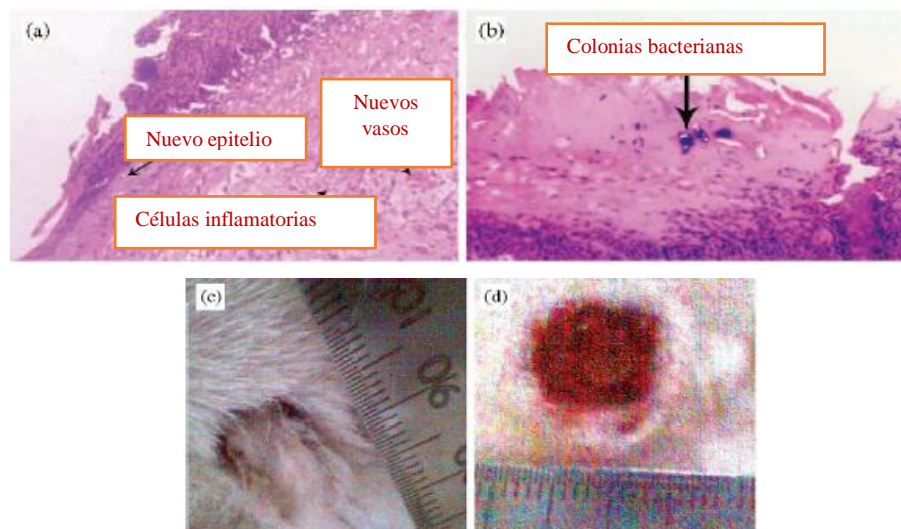 (a)
Nuevos
vasos
Nuevo epitelio
Células inflamatorias
(b)
Colonias bacterianas
(c)
(d)